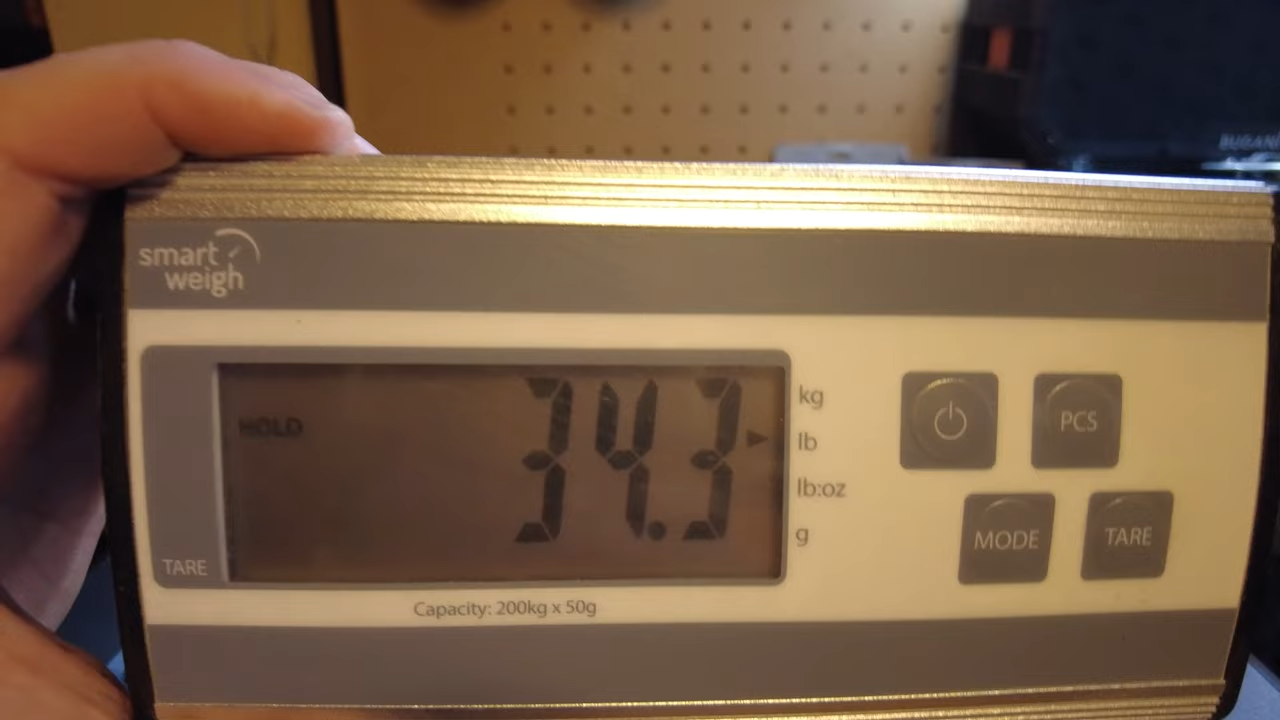 smart
weigh
HOLD
34.3
kg
lb
lb:oz
g
TARE
Capacity: 200kg x 50g
PCS
MODE
TARE